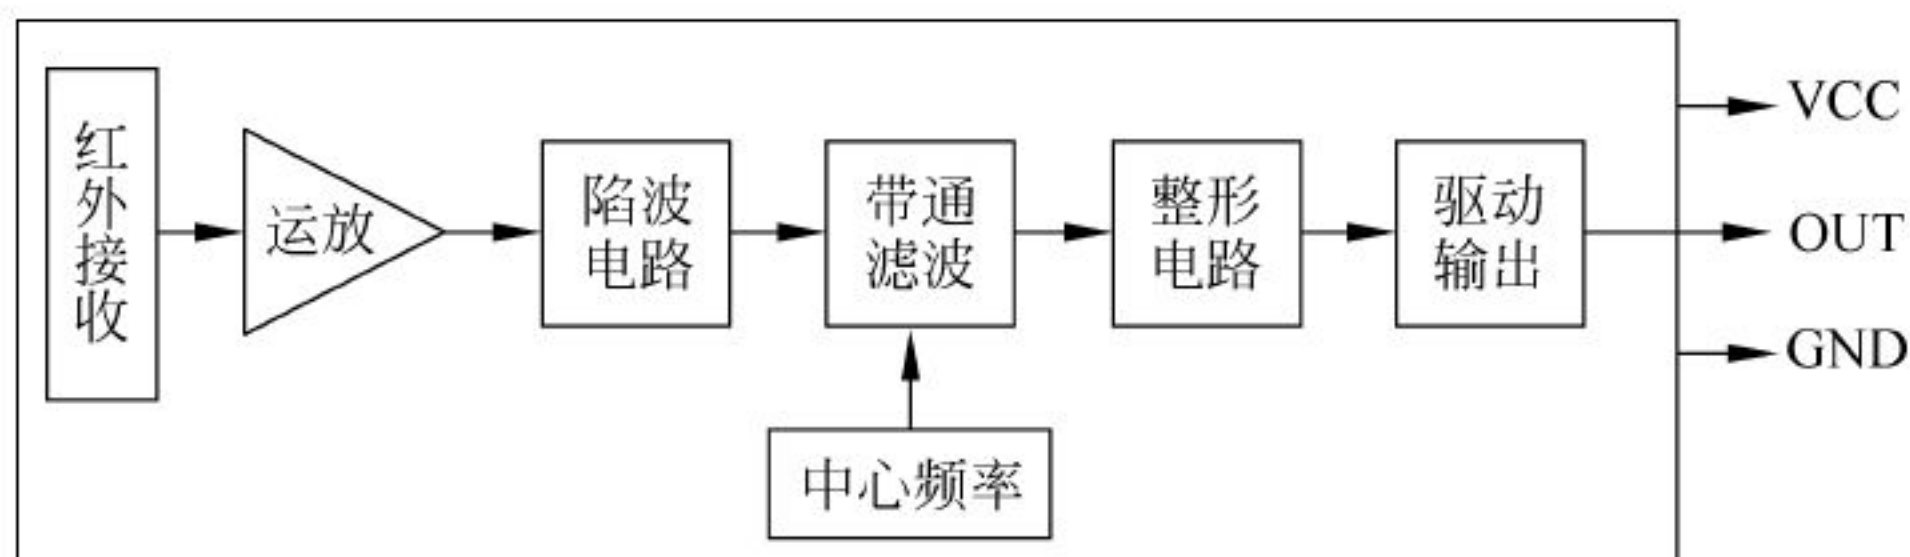 红外接收
运放
陷波
电路
带通
滤波
整形
电路
驱动
输出
中心频率
VCC
OUT
GND